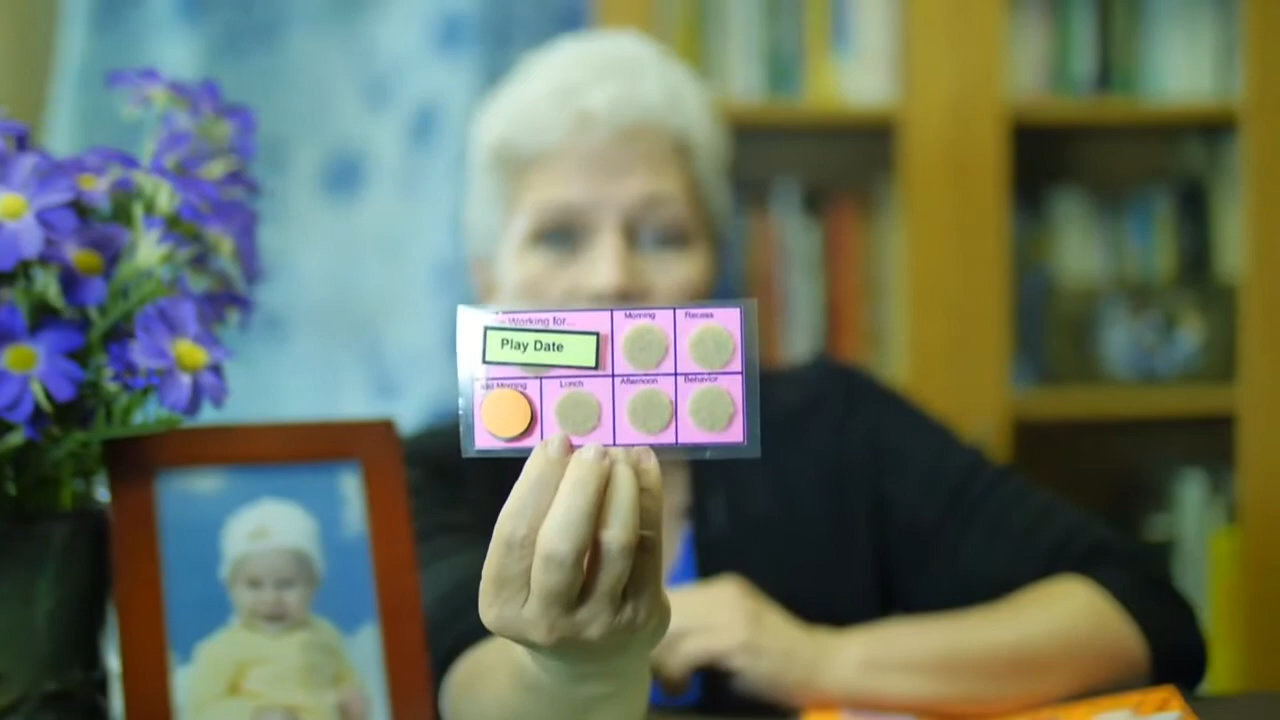 Working for...
Play Date
Morning
Recess
Mid Morning
Lunch
Afternoon
Behavior